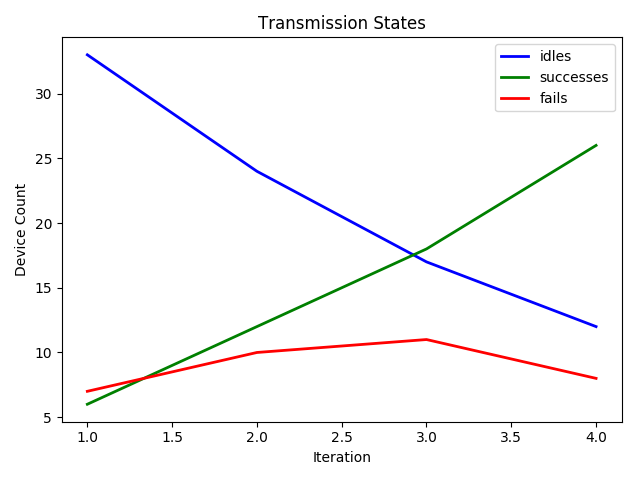 Transmission States
idles
successes
fails
30
25
20
15
10
5
Device Count
1.0 1.5 2.0 2.5 3.0 3.5 4.0
Iteration